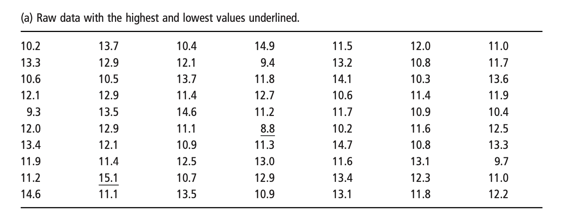 (a) Raw data with the highest and lowest values underlined.
10.2 13.7 10.4 14.9 11.5 12.0 11.0
13.3 12.9 12.1 9.4 13.2 10.8 11.7
10.6 10.5 13.7 11.8 14.1 10.3 13.6
12.1 12.9 11.4 12.7 10.6 11.4 11.9
9.3 13.5 14.6 11.2 11.7 10.9 10.4
12.0 12.9 11.1 8.8 10.2 11.6 12.5
13.4 12.1 10.9 11.3 14.7 10.8 13.3
11.9 11.4 12.5 13.0 11.6 13.1 9.7
11.2 15.1 10.7 12.9 13.4 12.3 11.0
14.6 11.1 13.5 10.9 13.1 11.8 12.2